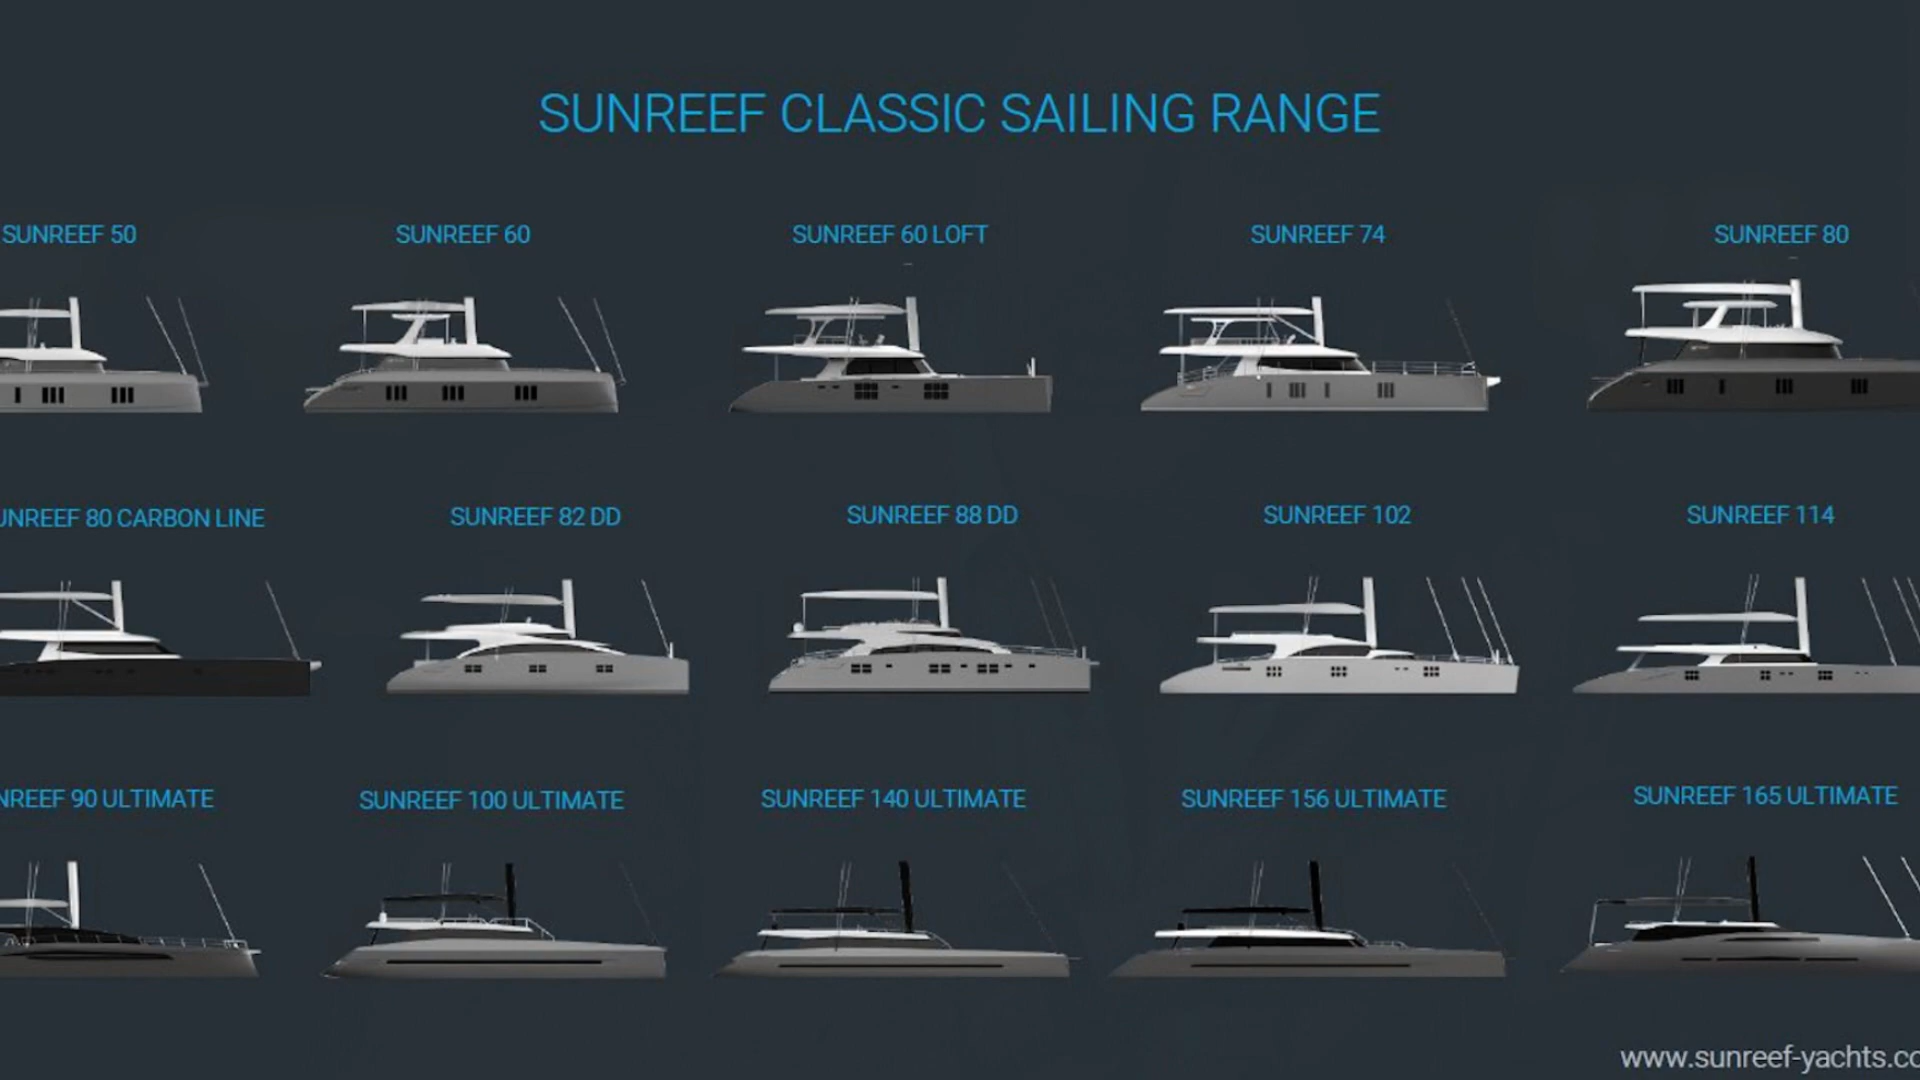 SUNREEF CLASSIC SAILING RANGE
SUNREEF 50 SUNREEF 60 SUNREEF 60 LOFT SUNREEF 74 SUNREEF 80
UNREEF 80 CARBON LINE SUNREEF 82 DD SUNREEF 88 DD SUNREEF 102 SUNREEF 114
NREEF 90 ULTIMATE SUNREEF 100 ULTIMATE SUNREEF 140 ULTIMATE SUNREEF 156 ULTIMATE SUNREEF 165 ULTIMATE
www.sunreef-yachts.co